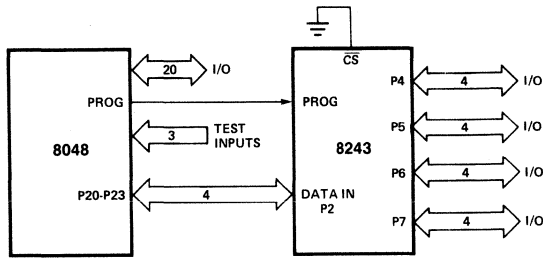 20 I/O
PROG
3 TEST INPUTS
8048
P20-P23
4
CS
PROG
8243
DATA IN
P2
P4 4 I/O
P5 4 I/O
P6 4 I/O
P7 4 I/O